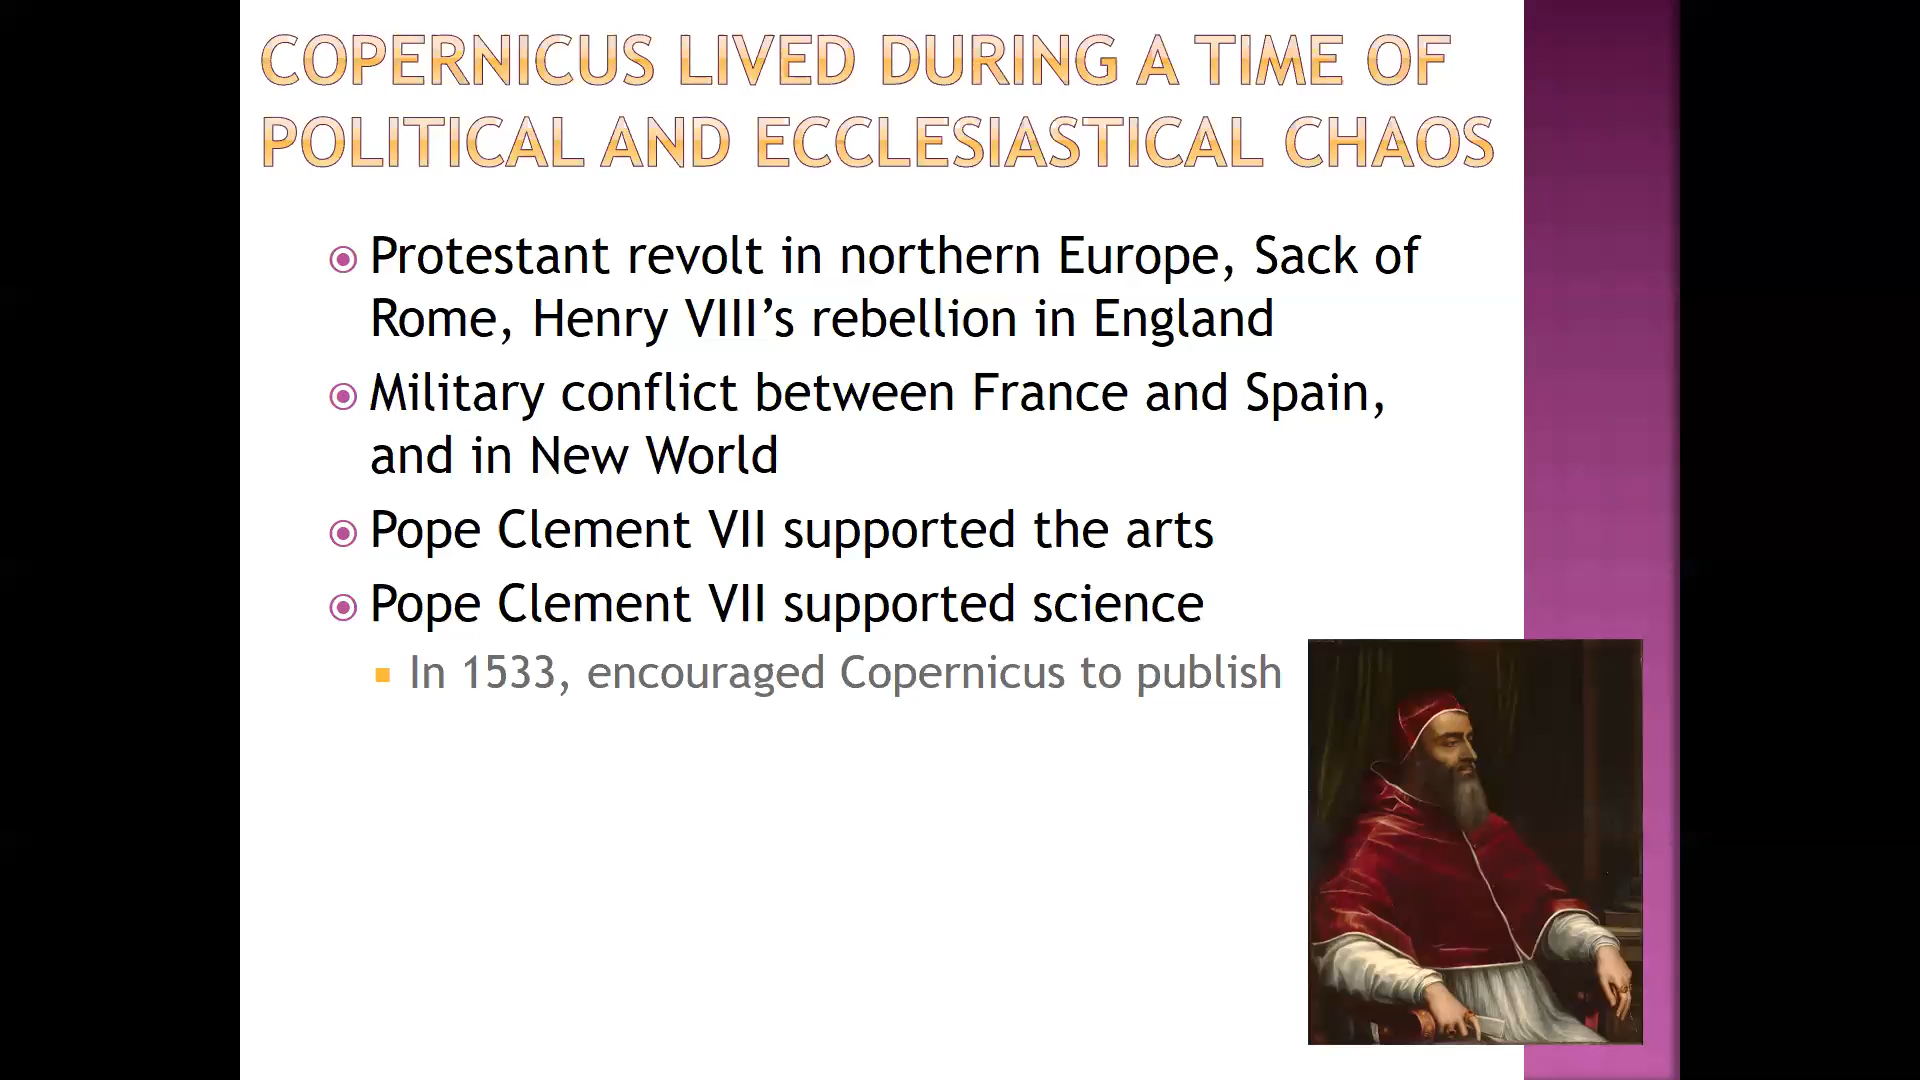 COPERNICUS LIVED DURING A TIME OF
POLITICAL AND ECCLESIASTICAL CHAOS
Protestant revolt in northern Europe, Sack of
Rome, Henry VIII’s rebellion in England
Military conflict between France and Spain,
and in New World
Pope Clement VII supported the arts
Pope Clement VII supported science
In 1533, encouraged Copernicus to publish